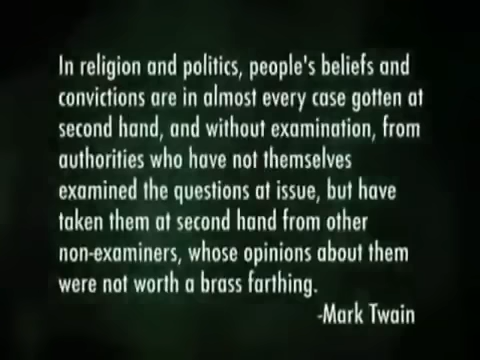 In religion and politics, people's beliefs and
convictions are in almost every case gotten at
second hand, and without examination, from
authorities who have not themselves
examined the questions at issue, but have
taken them at second hand from other
non-examiners, whose opinions about them
were not worth a brass farthing.
-Mark Twain